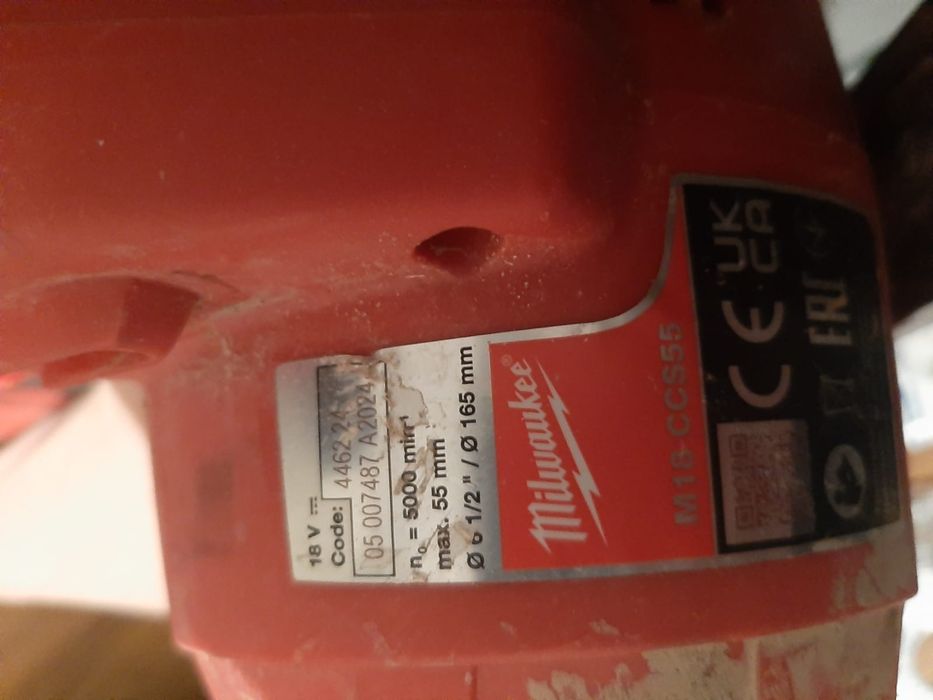 18 V ⎓
Code: 4462 24
05 007487 A2024
n₀ = 5000 min⁻¹
max. 55 mm
Ø 6 1/2 " / Ø 165 mm
Milwaukee®
M18 CCS55
UK
CA
CE
EAC